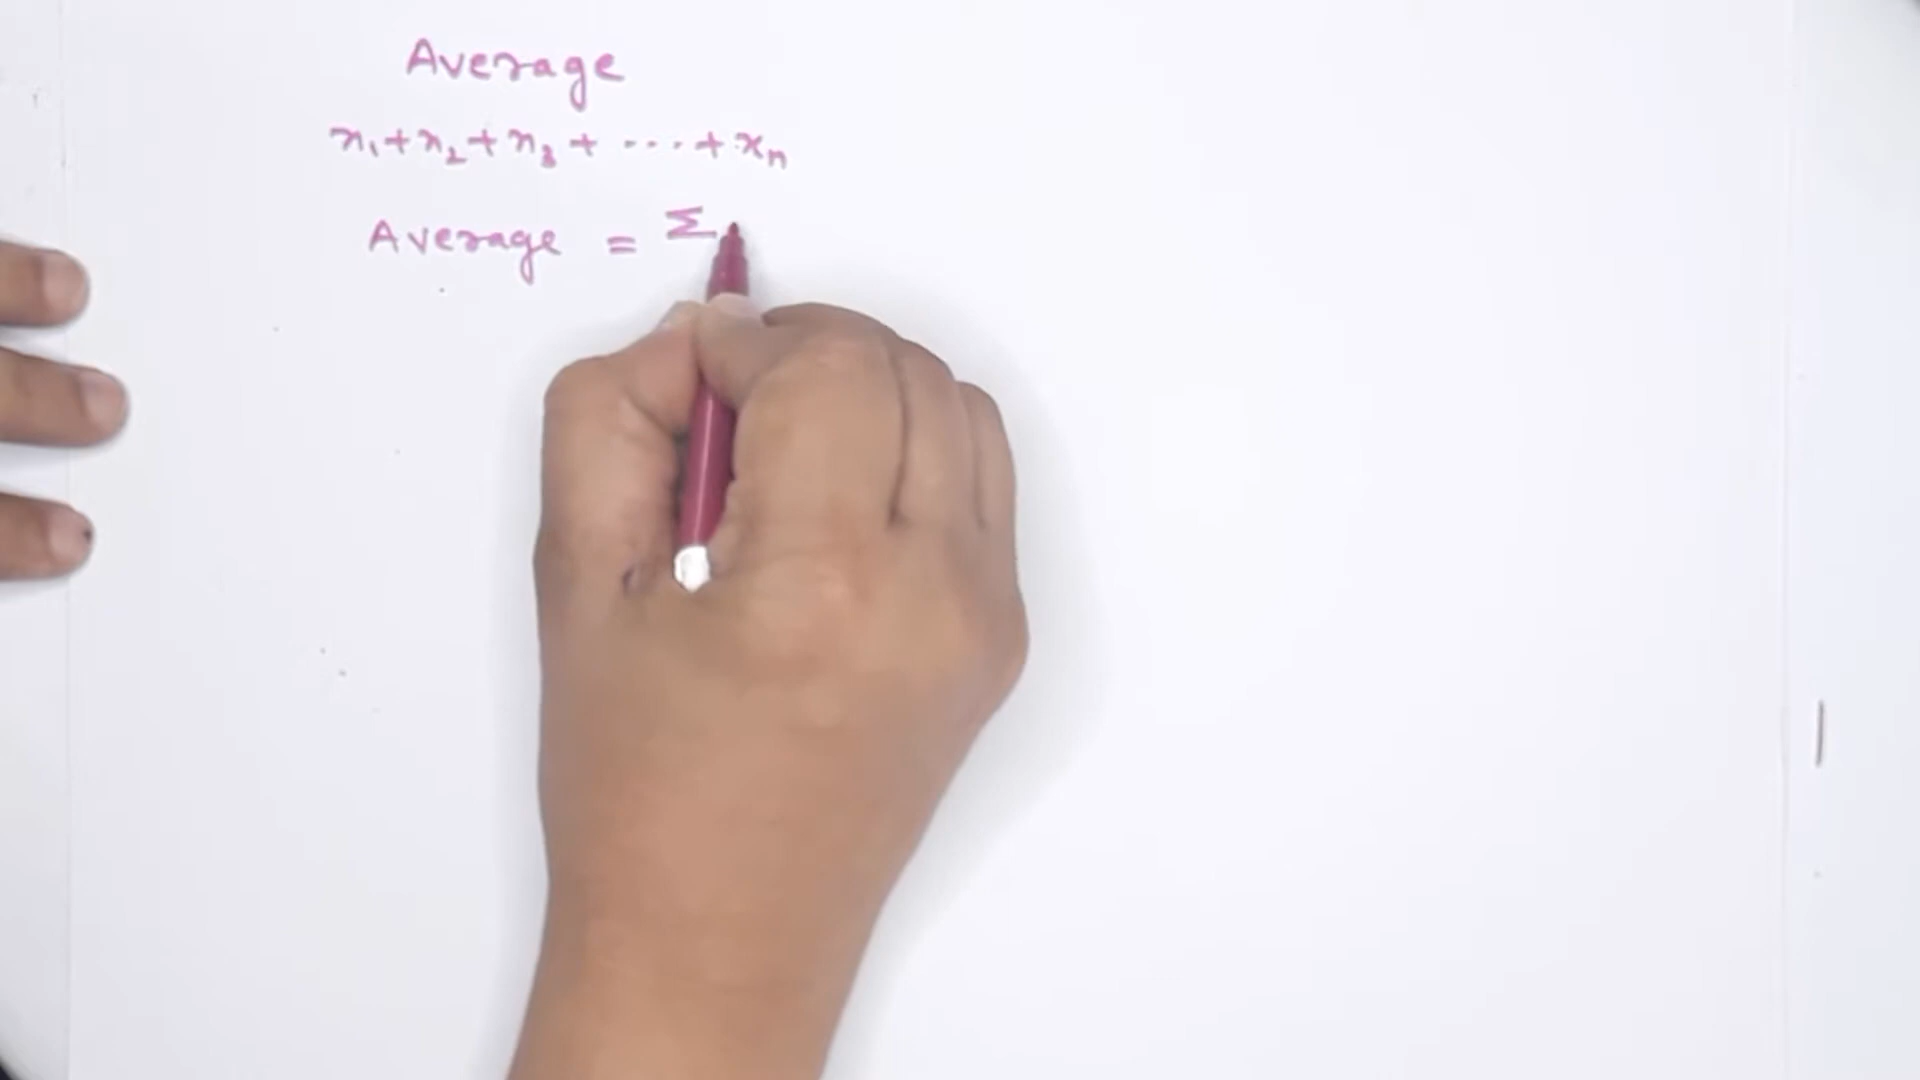 Average
x₁+x₂+x₃+ ....+ xₙ
Average = Σ